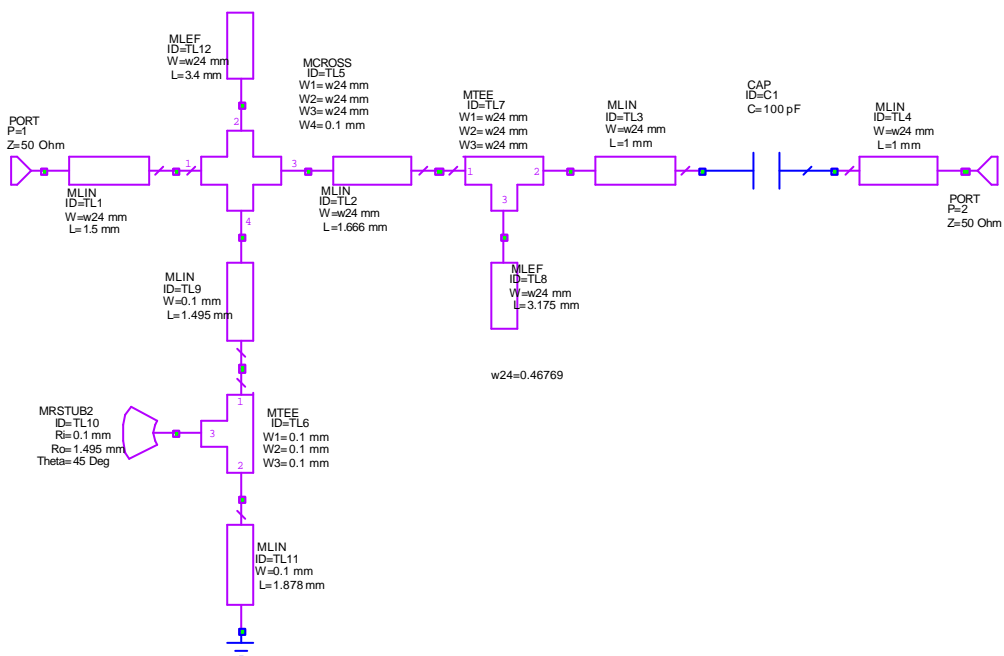 MLEF
ID=TL12
W=w24 mm
L=3.4 mm
MCROSS
ID=TL5
W1=w24 mm
W2=w24 mm
W3=w24 mm
W4=0.1 mm
MTEE
ID=TL7
W1=w24 mm
W2=w24 mm
W3=w24 mm
MLIN
ID=TL3
W=w24 mm
L=1 mm
CAP
ID=C1
C=100 pF
MLIN
ID=TL4
W=w24 mm
L=1 mm
PORT
P=1
Z=50 Ohm
MLIN
ID=TL1
W=w24 mm
L=1.5 mm
1
2
3
4
MLIN
ID=TL2
W=w24 mm
L=1.666 mm
1
2
3
PORT
P=2
Z=50 Ohm
MLIN
ID=TL9
W=0.1 mm
L=1.495 mm
MLEF
ID=TL8
W=w24 mm
L=3.175 mm
w24=0.46769
MRSTUB2
ID=TL10
Ri=0.1 mm
Ro=1.495 mm
Theta=45 Deg
1
3
2
MTEE
ID=TL6
W1=0.1 mm
W2=0.1 mm
W3=0.1 mm
MLIN
ID=TL11
W=0.1 mm
L=1.878 mm